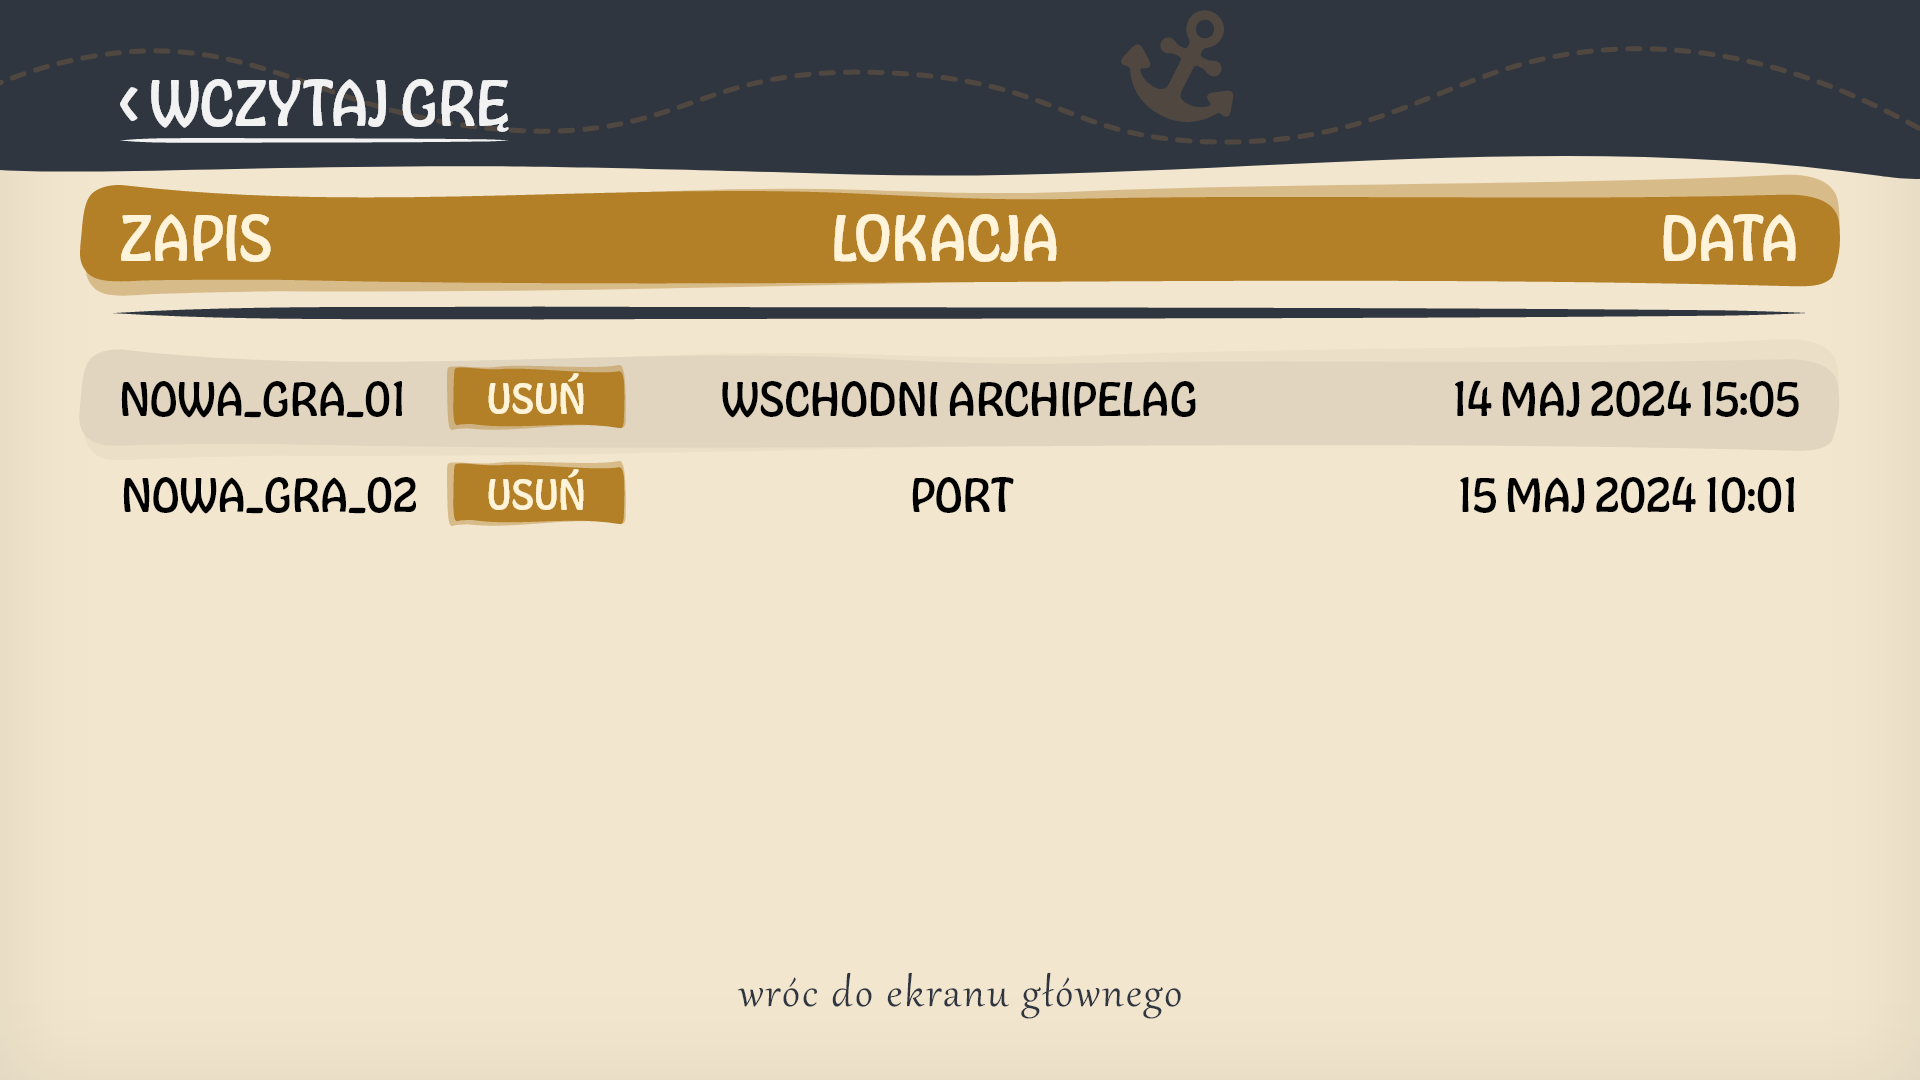 < WCZYTAJ GRĘ
ZAPIS LOKACJA DATA
NOWA_GRA_01 USUŃ WSCHODNI ARCHIPELAG 14 MAJ 2024 15:05
NOWA_GRA_02 USUŃ PORT 15 MAJ 2024 10:01
wróc do ekranu głównego